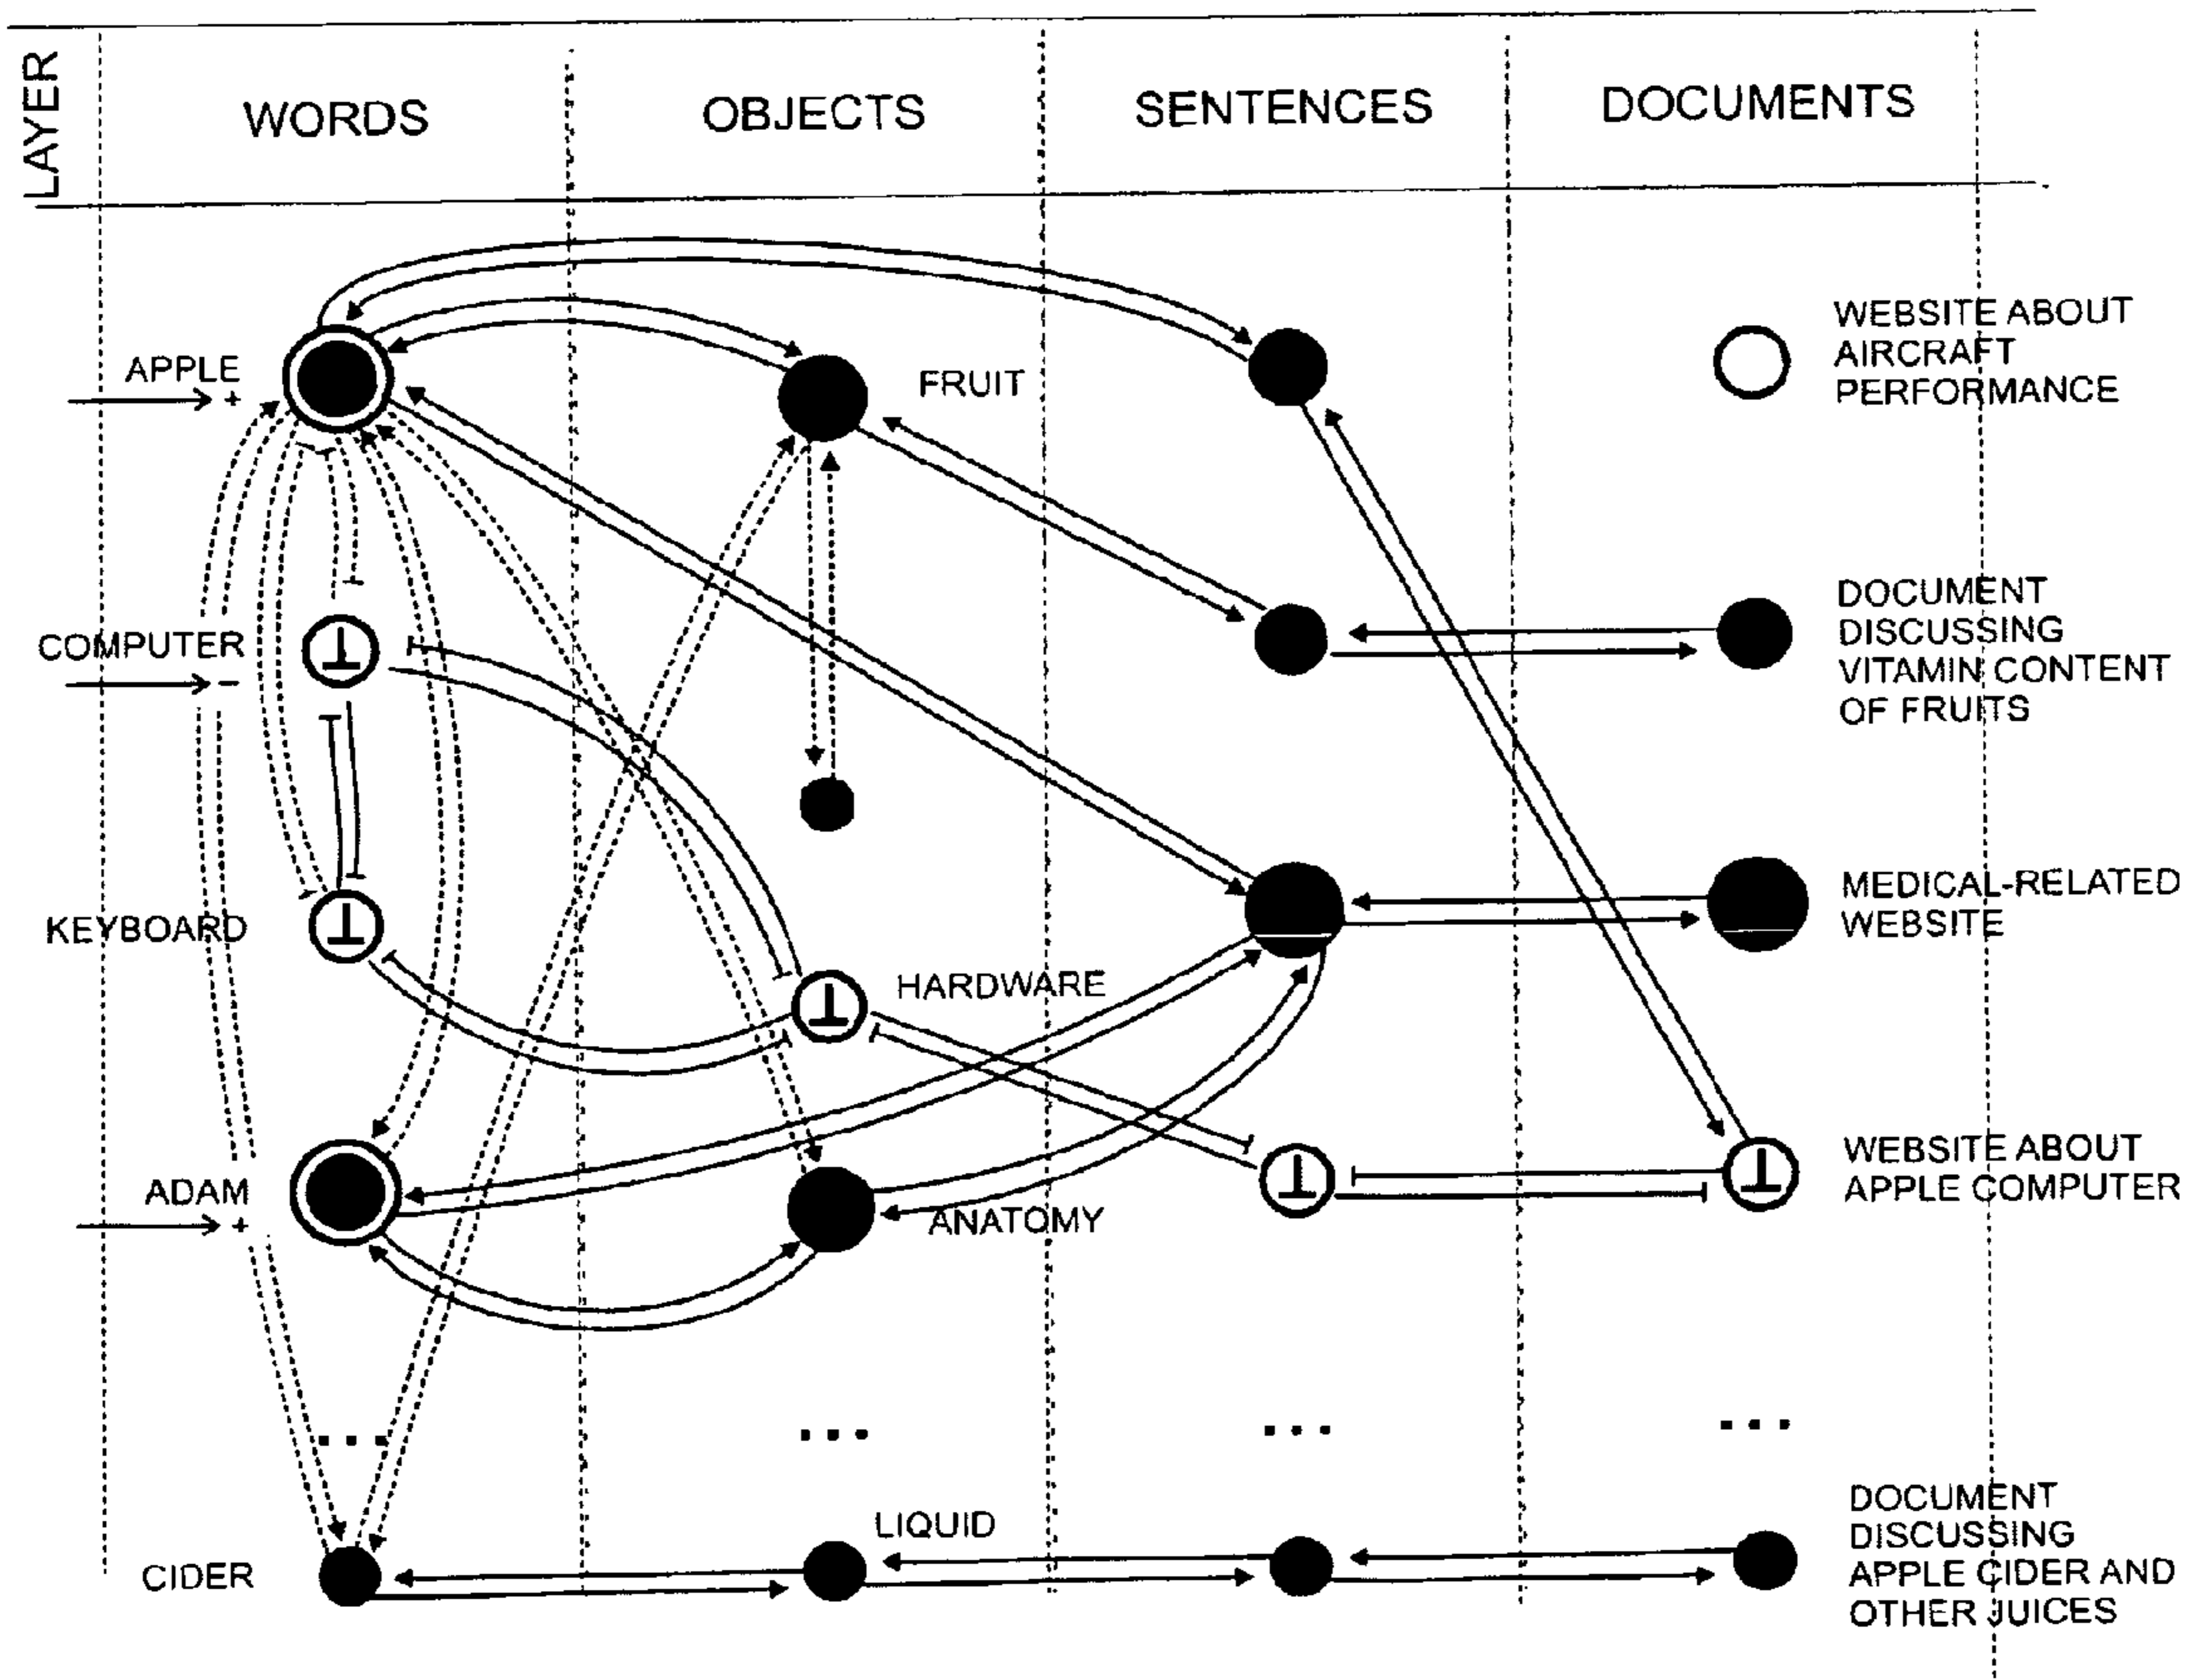 LAYER
WORDS
OBJECTS
SENTENCES
DOCUMENTS
APPLE
+
FRUIT
WEBSITE ABOUT
AIRCRAFT
PERFORMANCE
COMPUTER
−
DOCUMENT
DISCUSSING
VITAMIN CONTENT
OF FRUITS
KEYBOARD
HARDWARE
MEDICAL-RELATED
WEBSITE
ADAM
+
ANATOMY
WEBSITE ABOUT
APPLE COMPUTER
...
...
...
...
CIDER
LIQUID
DOCUMENT
DISCUSSING
APPLE CIDER AND
OTHER JUICES